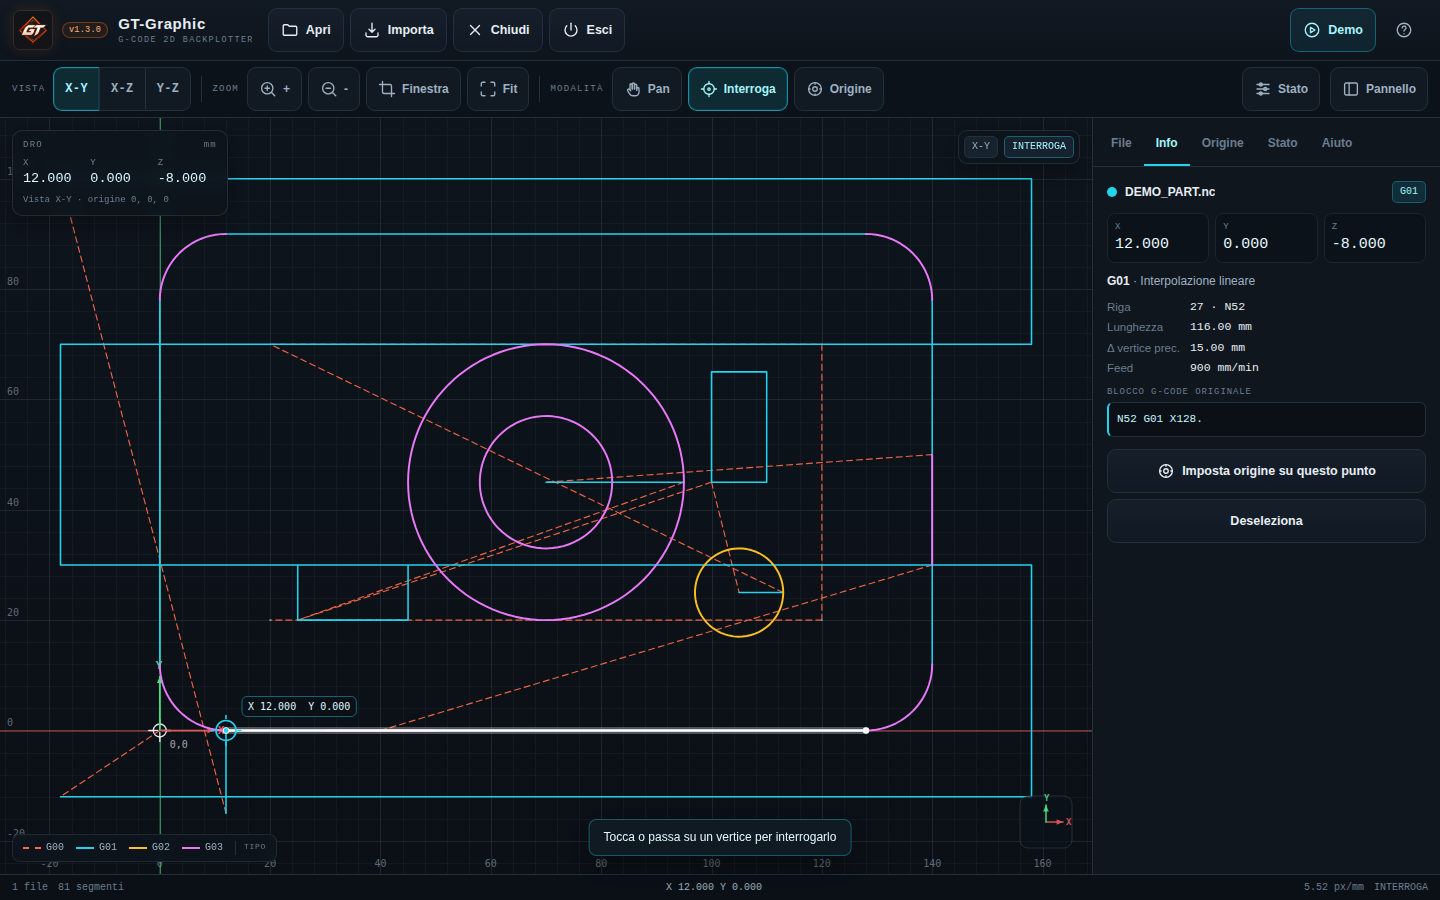 GT v1.3.0 GT-Graphic
G-CODE 2D BACKPLOTTER
Apri Importa Chiudi Esci Demo
VISTA X-Y X-Z Y-Z ZOOM + - Finestra Fit MODALITÀ Pan Interroga Origine Stato Pannello
DRO mm
X Y Z
12.000 0.000 -8.000
Vista X-Y · origine 0, 0, 0
X-Y INTERROGA
80
60
40
20
0
-20
Y
X 12.000 Y 0.000
X
0,0
Y
X
Tocca o passa su un vertice per interrogarlo
G00 G01 G02 G03 TIPO
-20 0 20 40 60 80 100 120 140 160
File Info Origine Stato Aiuto
DEMO_PART.nc G01
X Y Z
12.000 0.000 -8.000
G01 · Interpolazione lineare
Riga 27 · N52
Lunghezza 116.00 mm
Δ vertice prec. 15.00 mm
Feed 900 mm/min
BLOCCO G-CODE ORIGINALE
N52 G01 X128.
Imposta origine su questo punto
Deseleziona
1 file 81 segmenti X 12.000 Y 0.000 5.52 px/mm INTERROGA